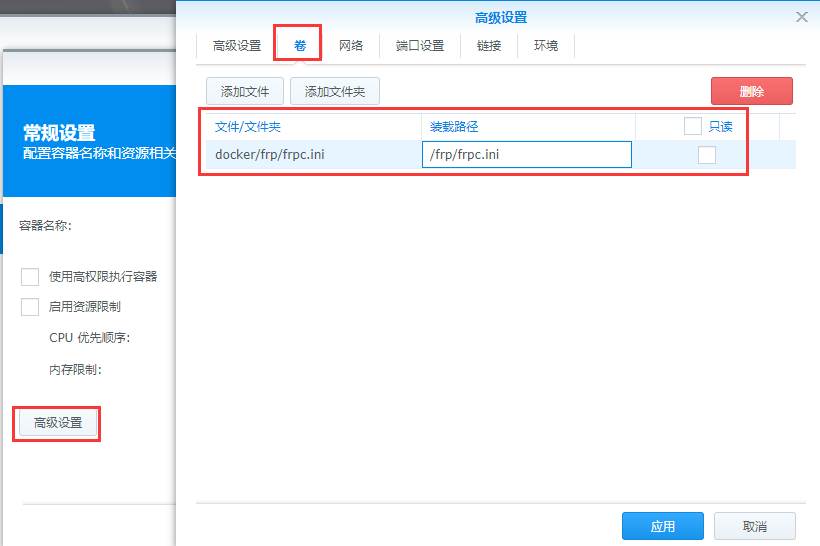 高级设置
高级设置 卷 网络 端口设置 链接 环境
添加文件 添加文件夹 删除
文件/文件夹 装载路径 只读
docker/frp/frpc.ini /frp/frpc.ini
常规设置
配置容器名称和资源相关
容器名称:
使用高权限执行容器
启用资源限制
CPU 优先顺序:
内存限制:
高级设置
应用 取消